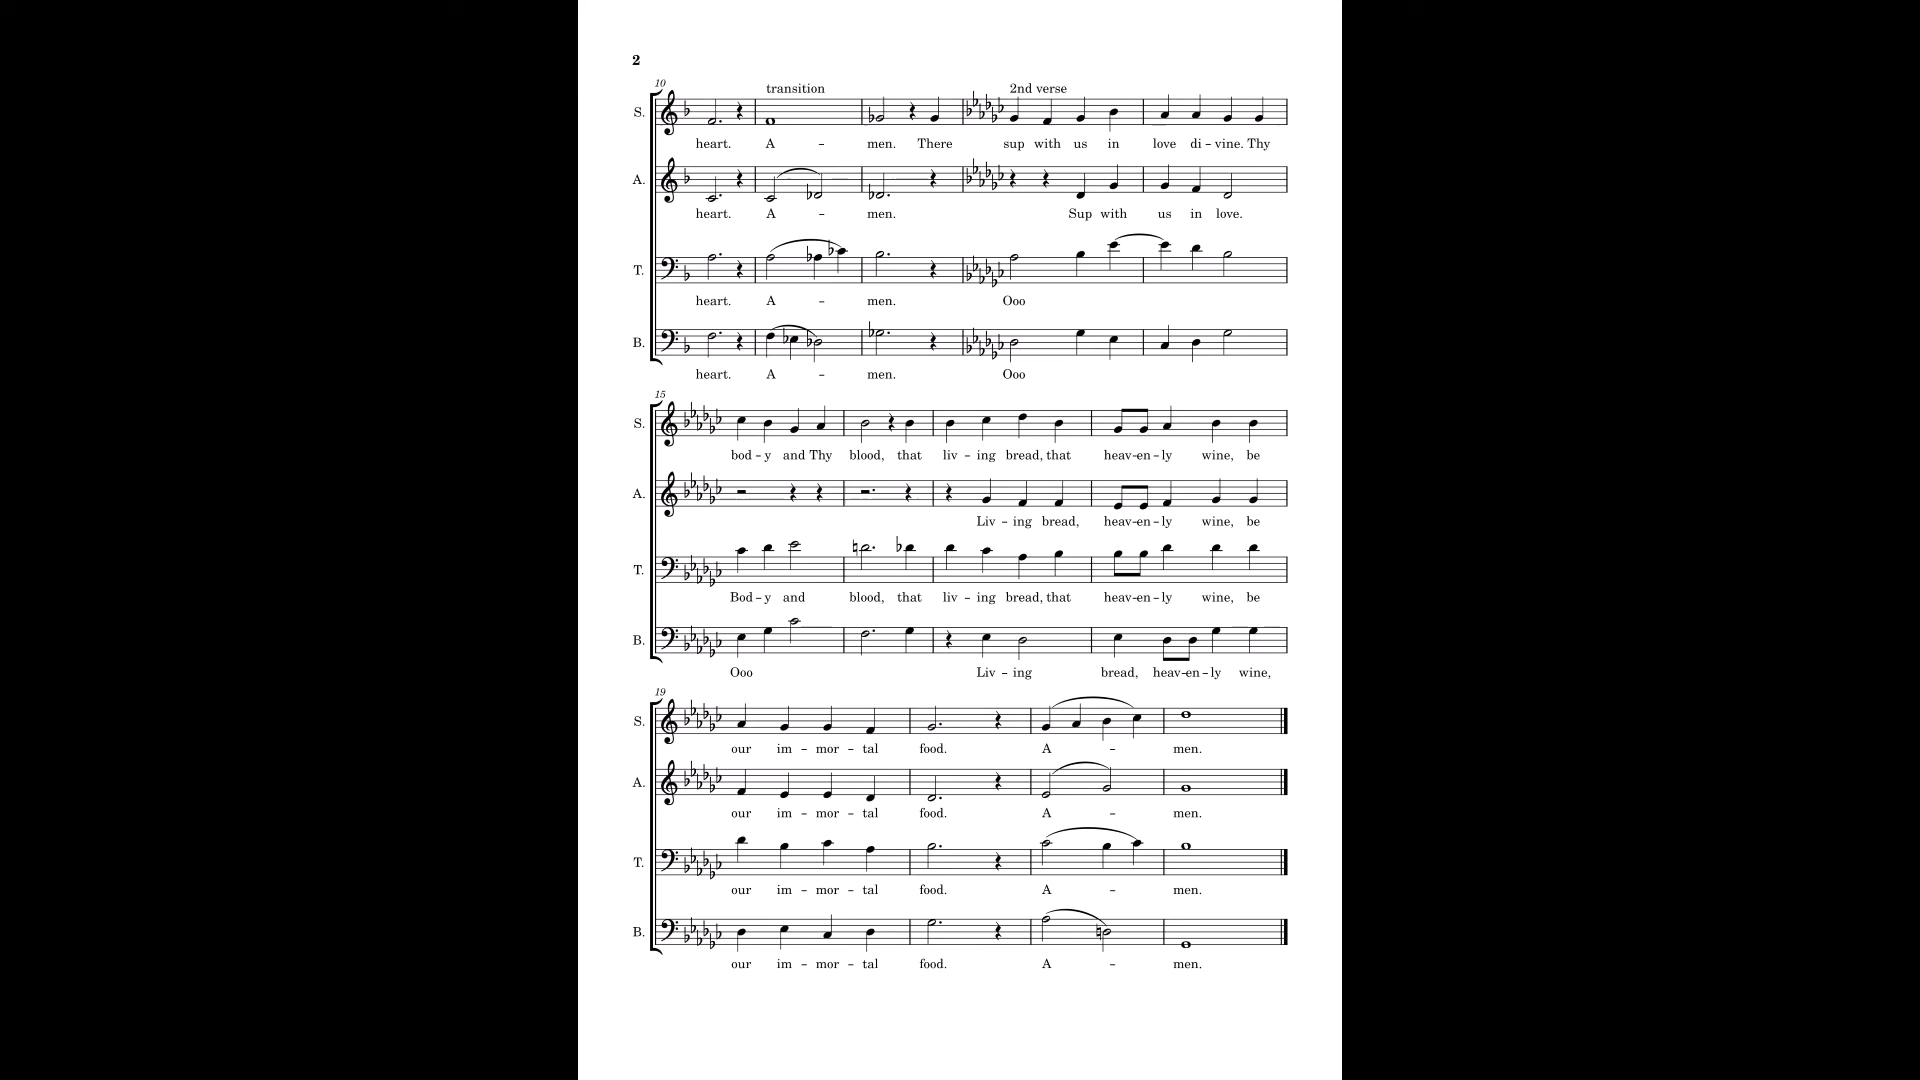 2
10
transition 2nd verse
S.
heart. A – men. There sup with us in love di – vine. Thy
A.
heart. A – men. Sup with us in love.
T.
heart. A – men. Ooo
B.
heart. A – men. Ooo
15
S.
bod – y and Thy blood, that liv – ing bread, that heav – en – ly wine, be
A.
Liv – ing bread, heav – en – ly wine, be
T.
Bod – y and blood, that liv – ing bread, that heav – en – ly wine, be
B.
Ooo Liv – ing bread, heav – en – ly wine,
19
S.
our im – mor – tal food. A – men.
A.
our im – mor – tal food. A – men.
T.
our im – mor – tal food. A – men.
B.
our im – mor – tal food. A – men.